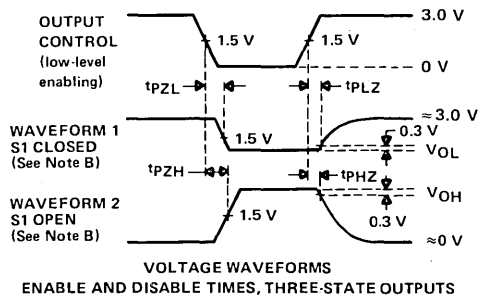 OUTPUT
CONTROL
(low-level
enabling)
1.5 V
1.5 V
3.0 V
0 V
tPZL
tPLZ
WAVEFORM 1
S1 CLOSED
(See Note B)
1.5 V
≈3.0 V
0.3 V
VOL
tPZH
tPHZ
WAVEFORM 2
S1 OPEN
(See Note B)
1.5 V
VOH
0.3 V
≈0 V
VOLTAGE WAVEFORMS
ENABLE AND DISABLE TIMES, THREE-STATE OUTPUTS